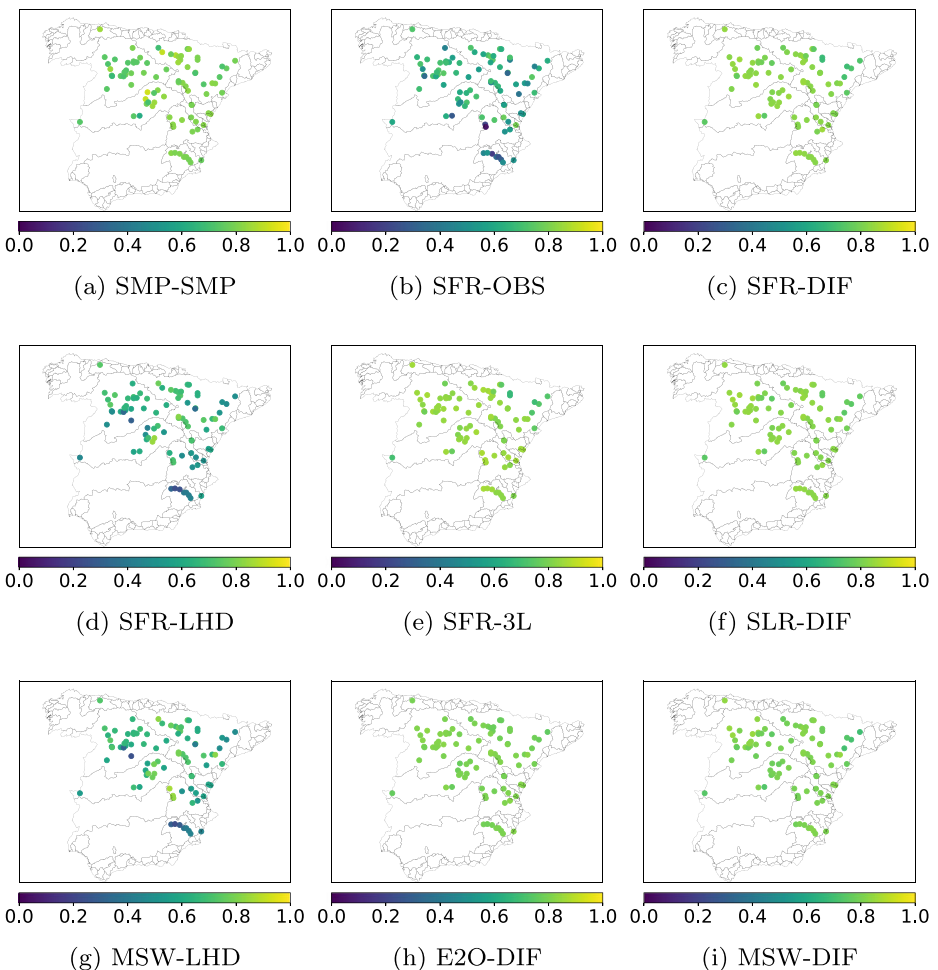 0.0 0.2 0.4 0.6 0.8 1.0 0.0 0.2 0.4 0.6 0.8 1.0 0.0 0.2 0.4 0.6 0.8 1.0
(a) SMP-SMP (b) SFR-OBS (c) SFR-DIF
0.0 0.2 0.4 0.6 0.8 1.0 0.0 0.2 0.4 0.6 0.8 1.0 0.0 0.2 0.4 0.6 0.8 1.0
(d) SFR-LHD (e) SFR-3L (f) SLR-DIF
0.0 0.2 0.4 0.6 0.8 1.0 0.0 0.2 0.4 0.6 0.8 1.0 0.0 0.2 0.4 0.6 0.8 1.0
(g) MSW-LHD (h) E2O-DIF (i) MSW-DIF